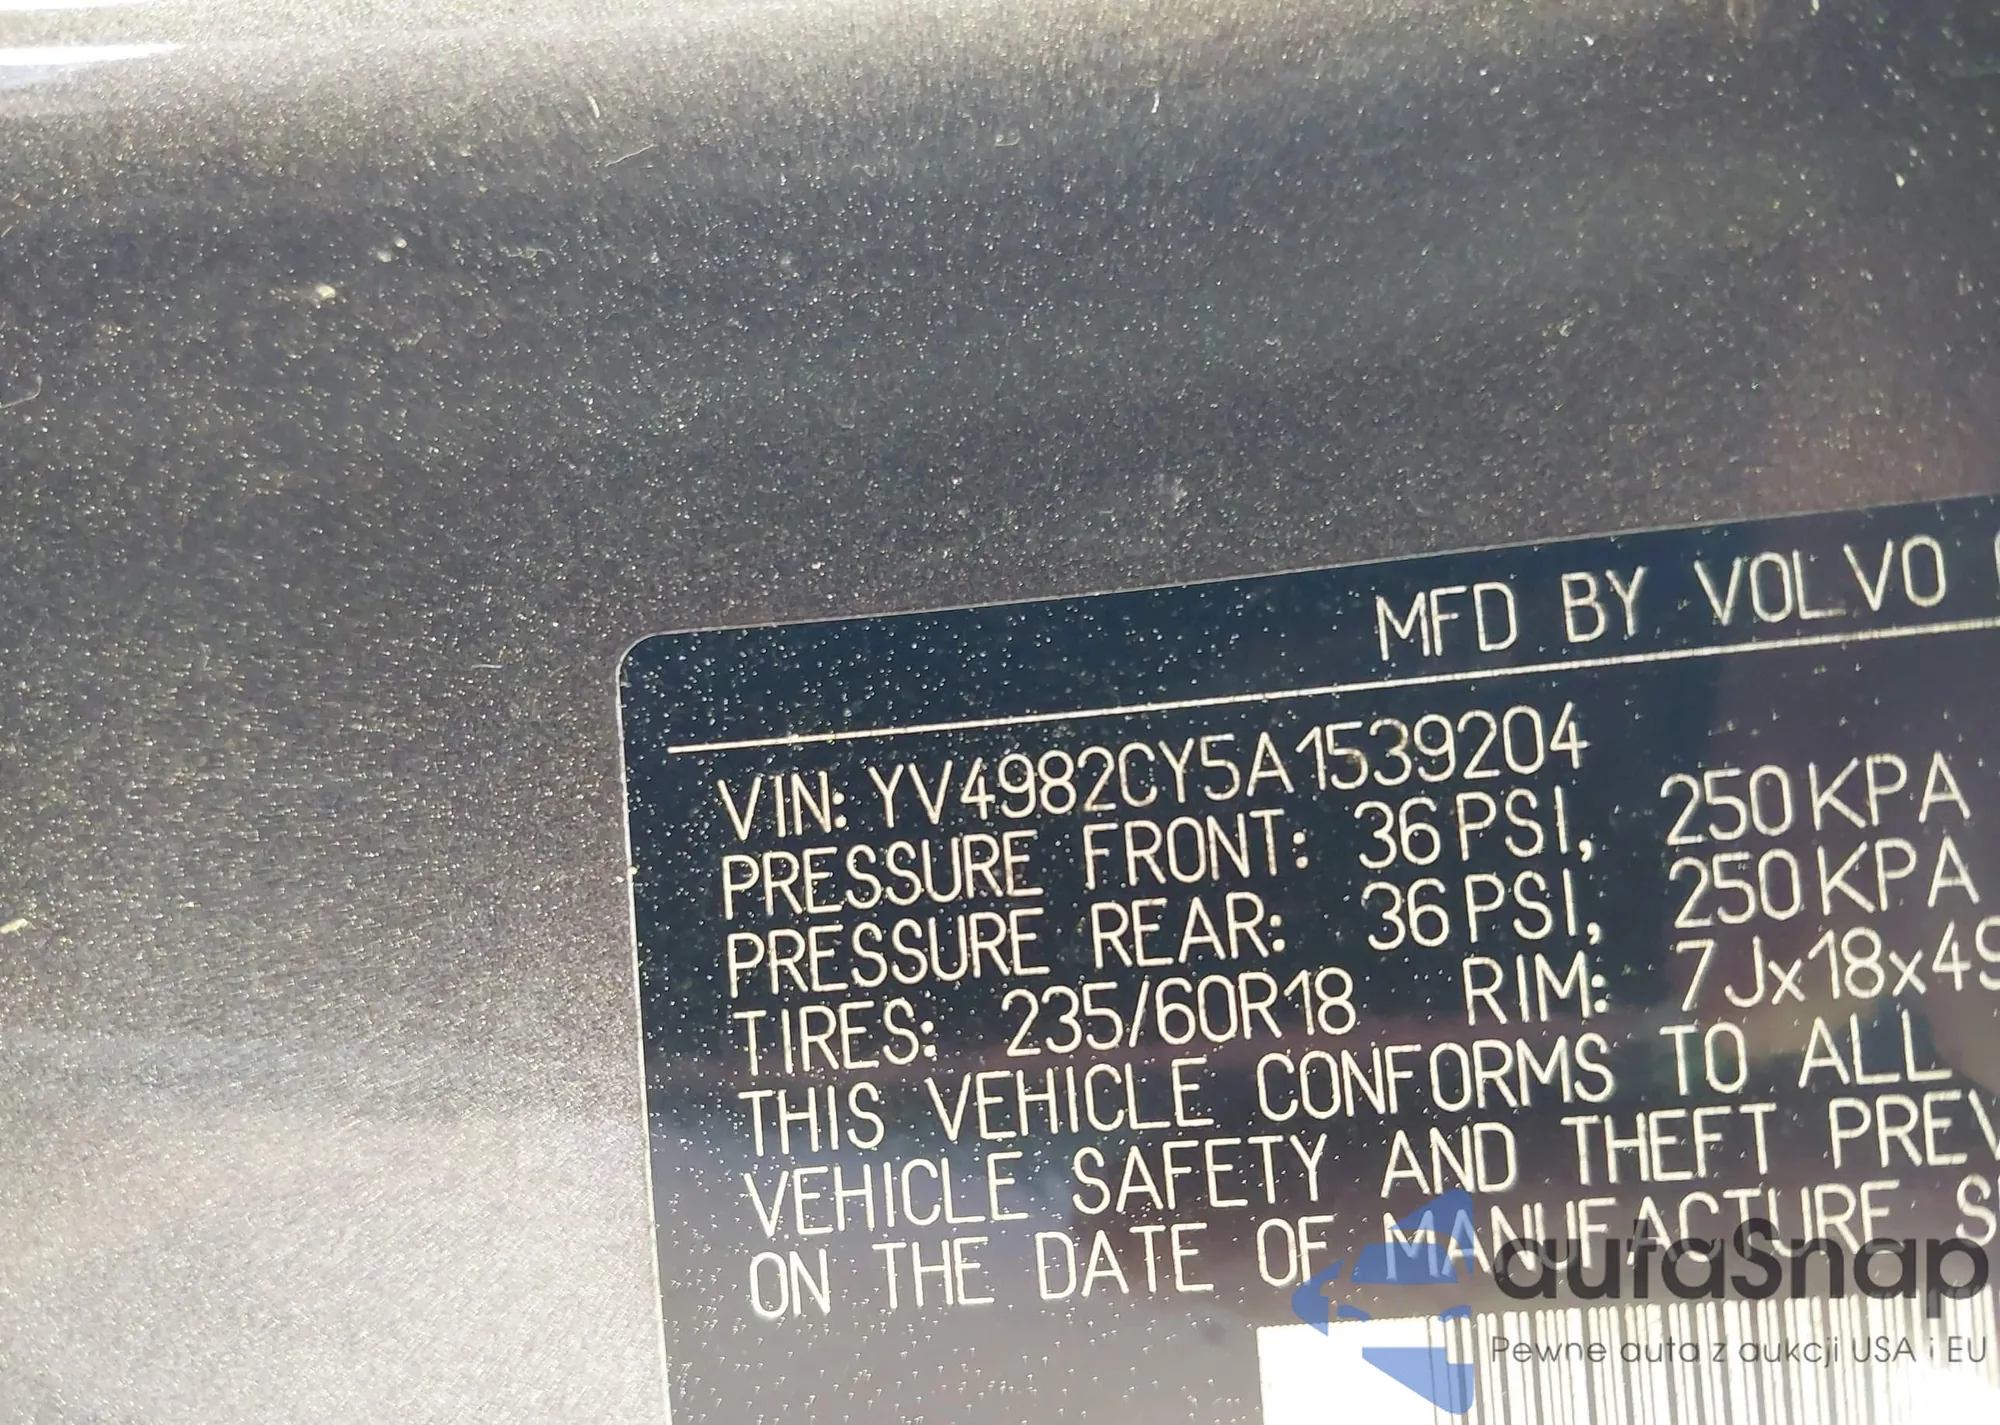 MFD BY VOLVO
VIN: YV4982CY5A1539204
PRESSURE FRONT: 36 PSI, 250 KPA
PRESSURE REAR: 36 PSI, 250 KPA
TIRES: 235/60R18 RIM: 7Jx18x49
THIS VEHICLE CONFORMS TO ALL
VEHICLE SAFETY AND THEFT PREV
ON THE DATE OF MANUFACTURE S
autaSnap
Pewne auta z aukcji USA i EU